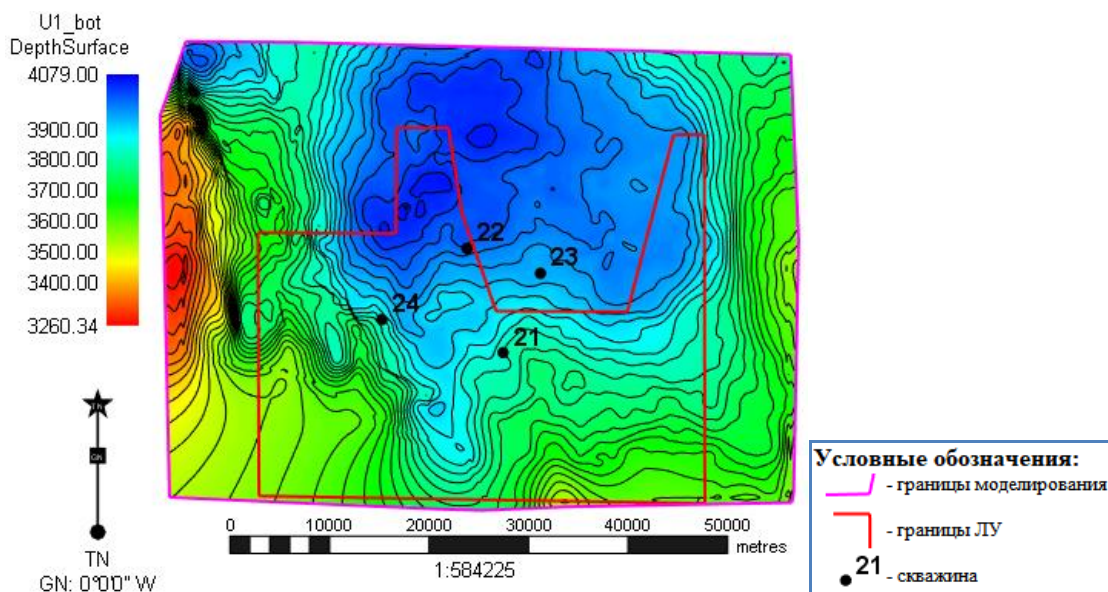 U1_bot
DepthSurface
4079.00
3900.00
3800.00
3700.00
3600.00
3500.00
3400.00
3260.34
22
23
24
21
GN
TN
GN: 0°00'' W
0 10000 20000 30000 40000 50000
metres
1:584225
Условные обозначения:
- границы моделирования
- границы ЛУ
21 - скважина